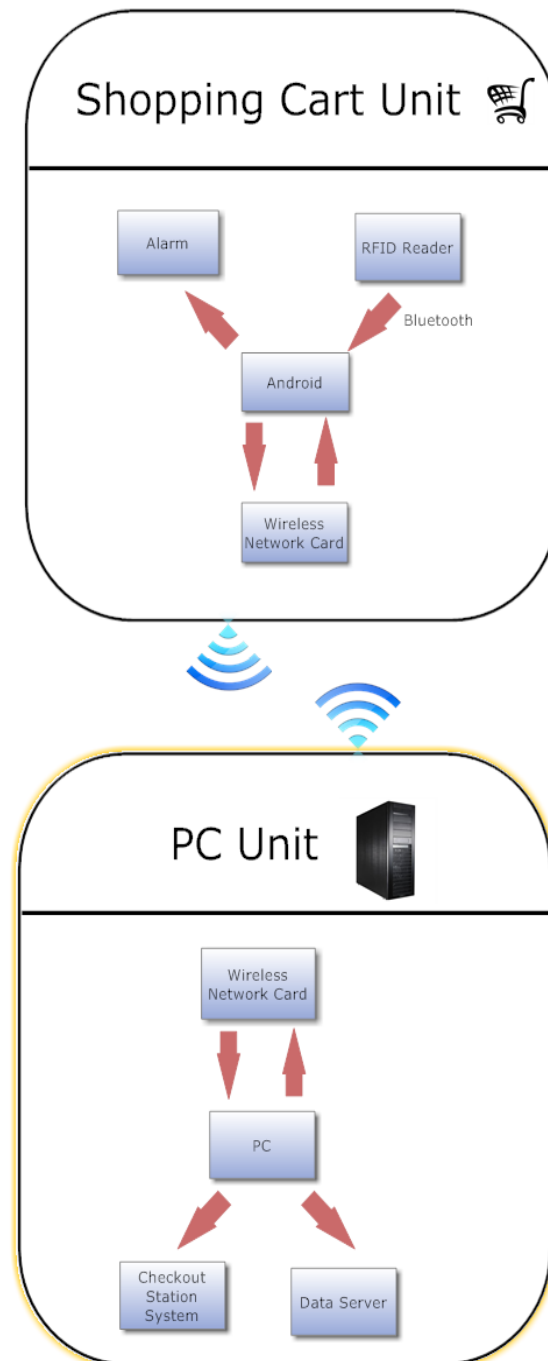 Shopping Cart Unit
Alarm
RFID Reader
Bluetooth
Android
Wireless
Network Card
PC Unit
Wireless
Network Card
PC
Checkout
Station
System
Data Server